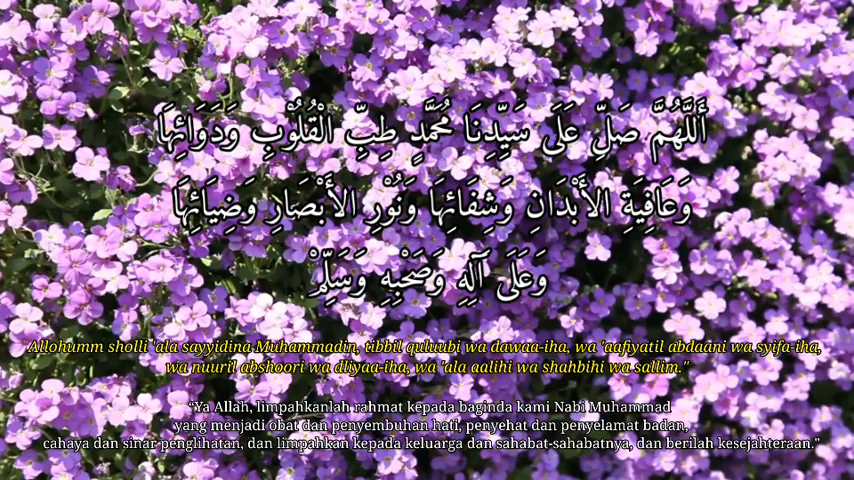 أَللَّهُمَّ صَلِّ عَلَى سَيِّدِنَا مُحَمَّدٍ طِبِّ الْقُلُوْبِ وَدَوَائِهَا
وَعَافِيَةِ الأَبْدَانِ وَشِفَائِهَا وَنُوْرِ الأَبْصَارِ وَضِيَائِهَا
وَعَلَى آلِهِ وَصَحْبِهِ وَسَلِّمْ
Allohumm sholli 'ala sayyidina Muhammadin, tibbil quluubi wa dawaa-iha, wa 'aafiyatil abdaani wa syifa-iha,
wa nuuril abshoori wa dliyaa-iha, wa 'ala aalihi wa shahbihi wa sallim."
“Ya Allah, limpahkanlah rahmat kepada baginda kami Nabi Muhammad
yang menjadi obat dan penyembuhan hati, penyehat dan penyelamat badan,
cahaya dan sinar penglihatan, dan limpahkan kepada keluarga dan sahabat-sahabatnya, dan berilah kesejahteraan.”